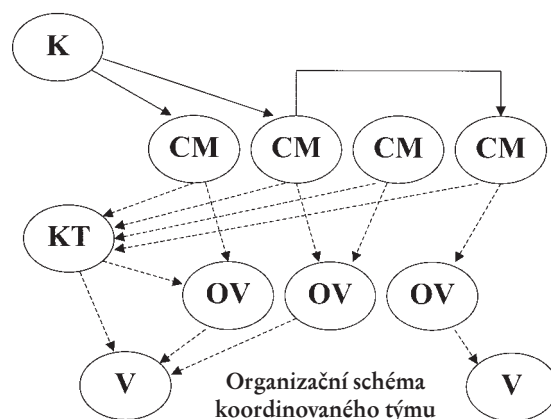 K
CM CM CM CM
KT
OV OV OV
V V
Organizační schéma
koordinovaného týmu